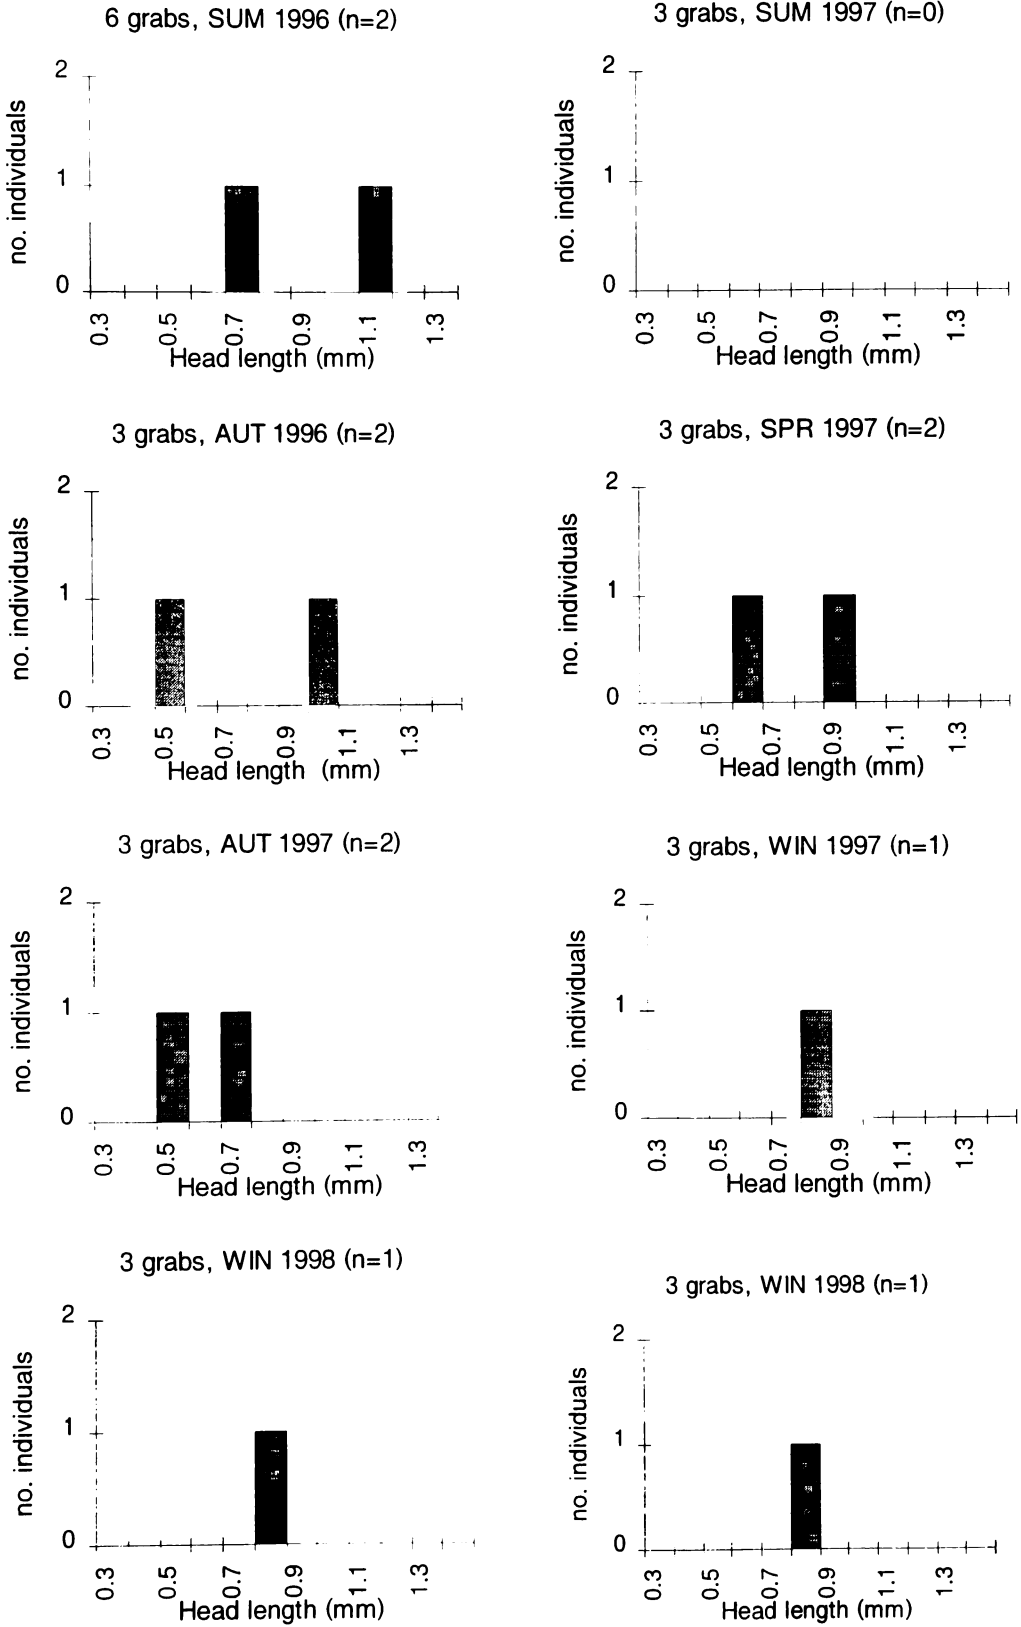 6 grabs, SUM 1996 (n=2)
2
1
0
no. individuals
0.3 0.5 0.7 0.9 1.1 1.3
Head length (mm)
3 grabs, SUM 1997 (n=0)
2
1
0
no. individuals
0.3 0.5 0.7 0.9 1.1 1.3
Head length (mm)
3 grabs, AUT 1996 (n=2)
2
1
0
no. individuals
0.3 0.5 0.7 0.9 1.1 1.3
Head length (mm)
3 grabs, SPR 1997 (n=2)
2
1
0
no. individuals
0.3 0.5 0.7 0.9 1.1 1.3
Head length (mm)
3 grabs, AUT 1997 (n=2)
2
1
0
no. individuals
0.3 0.5 0.7 0.9 1.1 1.3
Head length (mm)
3 grabs, WIN 1997 (n=1)
2
1
0
no. individuals
0.3 0.5 0.7 0.9 1.1 1.3
Head length (mm)
3 grabs, WIN 1998 (n=1)
2
1
0
no. individuals
0.3 0.5 0.7 0.9 1.1 1.3
Head length (mm)
3 grabs, WIN 1998 (n=1)
2
1
0
no. individuals
0.3 0.5 0.7 0.9 1.1 1.3
Head length (mm)